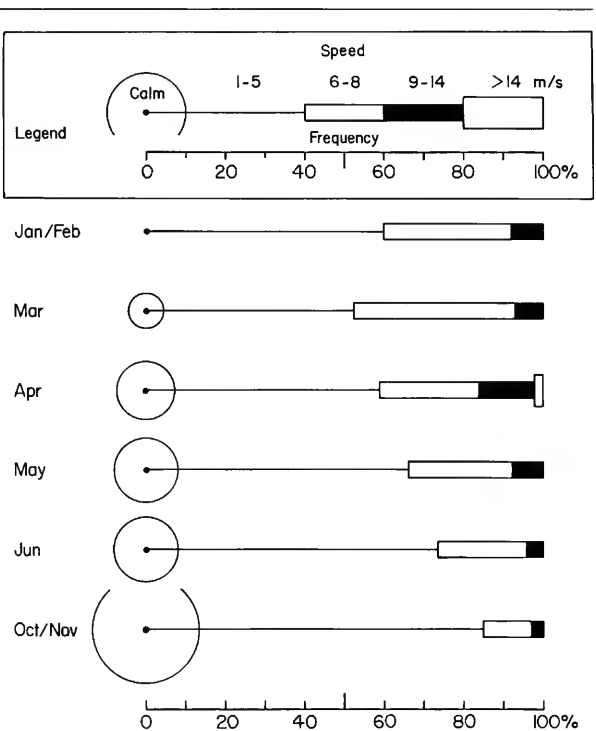 Speed
Calm 1-5 6-8 9-14 >14 m/s
Legend
Frequency
0 20 40 60 80 100%
Jan/Feb
Mar
Apr
May
Jun
Oct/Nov
0 20 40 60 80 100%